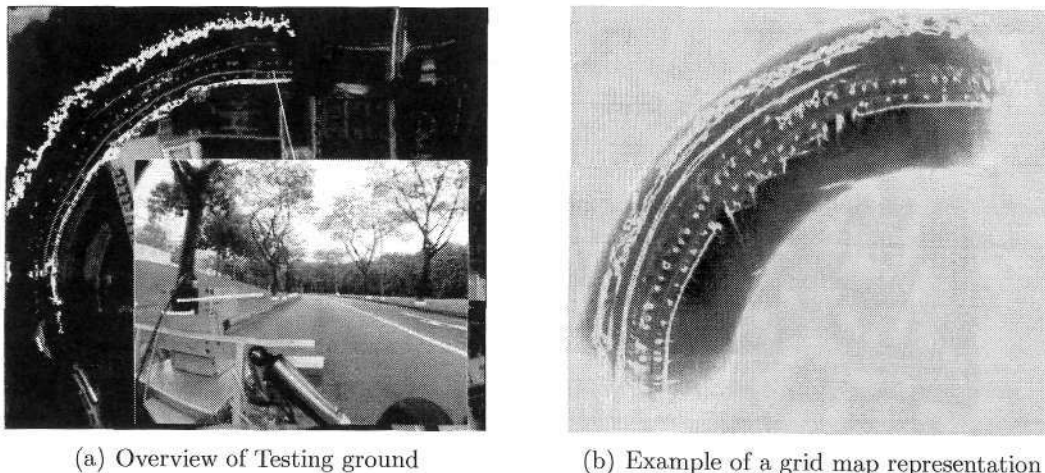 (a) Overview of Testing ground
(b) Example of a grid map representation